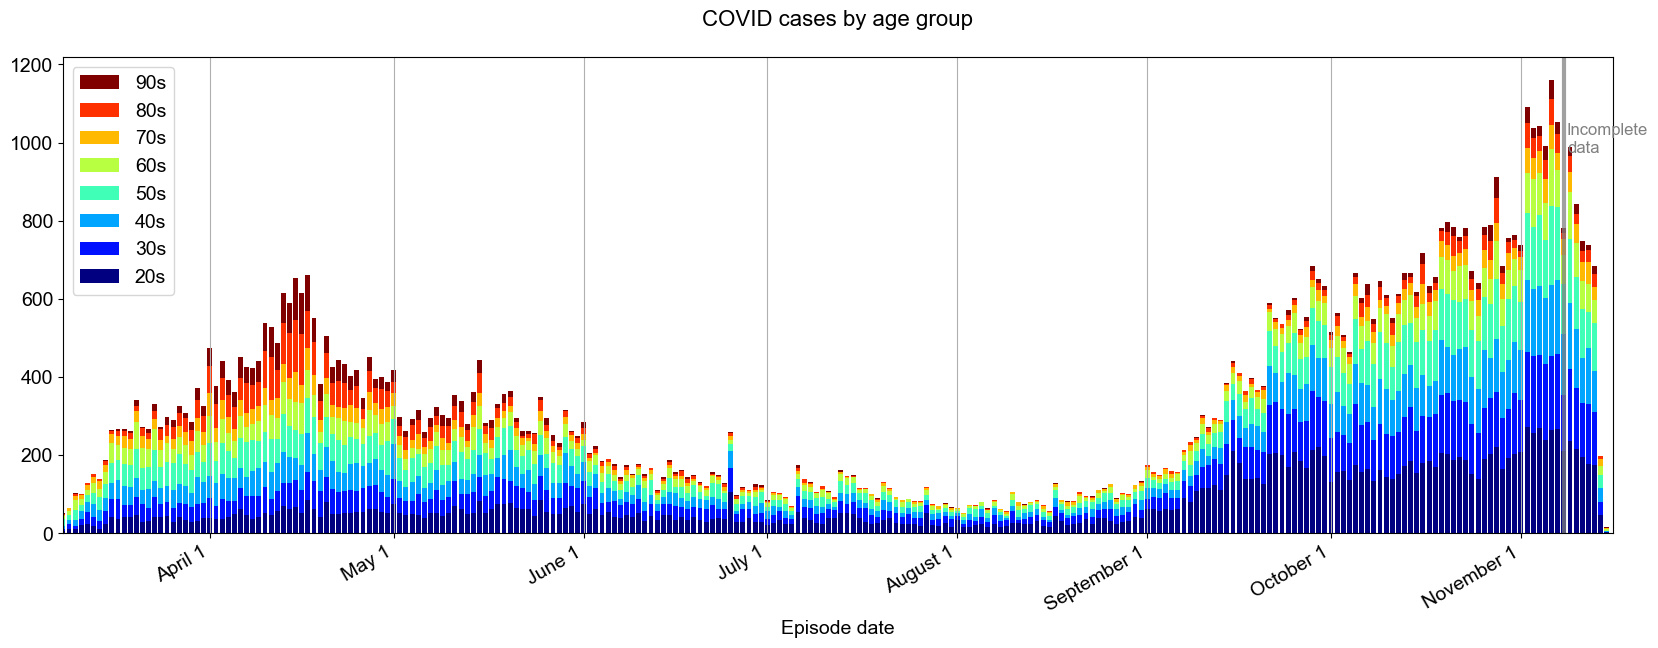 COVID cases by age group
1200
1000
800
600
400
200
0
90s
80s
70s
60s
50s
40s
30s
20s
Incomplete
data
April 1
May 1
June 1
July 1
August 1
September 1
October 1
November 1
Episode date